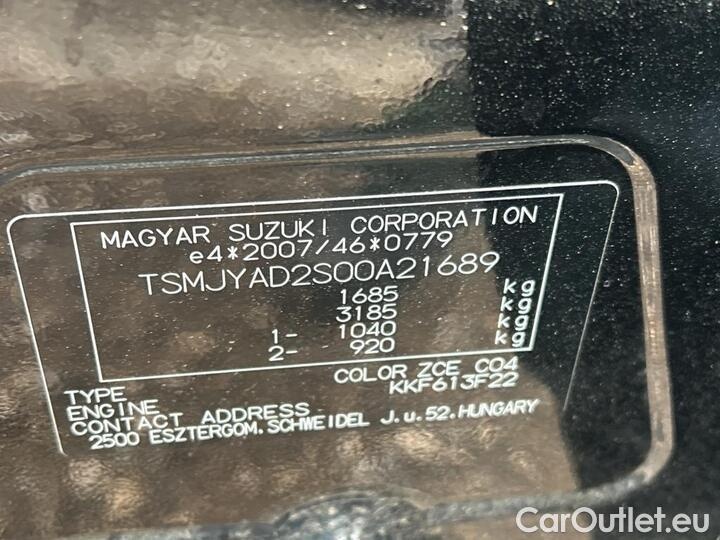 MAGYAR SUZUKI CORPORATION
e4*2007/46*0779
TSMJYAD2S00A21689
1685 kg
3185 kg
1- 1040 kg
2- 920 kg
COLOR ZCE C04
TYPE KKF613F22
ENGINE
CONTACT ADDRESS
2500 ESZTERGOM. SCHWEIDEL J. u. 52. HUNGARY
CarOutlet.eu